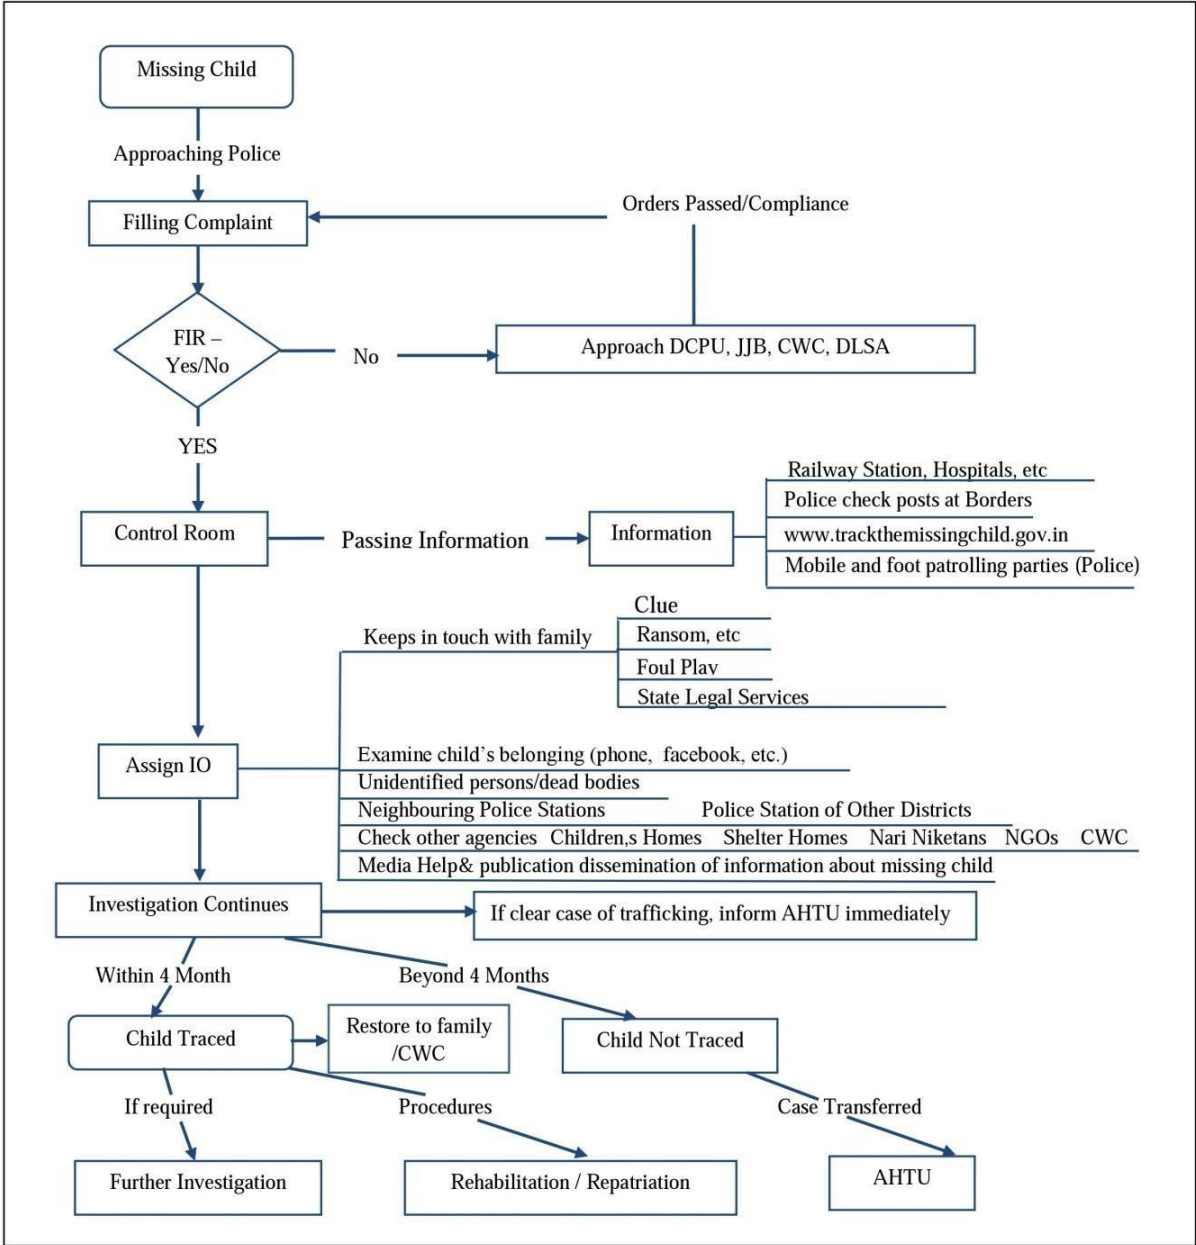 Missing Child
Approaching Police
Filling Complaint
Orders Passed/Compliance
FIR –
Yes/No
No
Approach DCPU, JJB, CWC, DLSA
YES
Control Room
Passing Information
Information
Railway Station, Hospitals, etc
Police check posts at Borders
www.trackthemissingchild.gov.in
Mobile and foot patrolling parties (Police)
Keeps in touch with family
Clue
Ransom, etc
Foul Play
State Legal Services
Assign IO
Examine child's belonging (phone, facebook, etc.)
Unidentified persons/dead bodies
Neighbouring Police Stations Police Station of Other Districts
Check other agencies Children,s Homes Shelter Homes Nari Niketans NGOs CWC
Media Help& publication dissemination of information about missing child
Investigation Continues
If clear case of trafficking, inform AHTU immediately
Within 4 Month
Beyond 4 Months
Child Traced
Restore to family
/CWC
Child Not Traced
If required
Procedures
Case Transferred
Further Investigation
Rehabilitation / Repatriation
AHTU